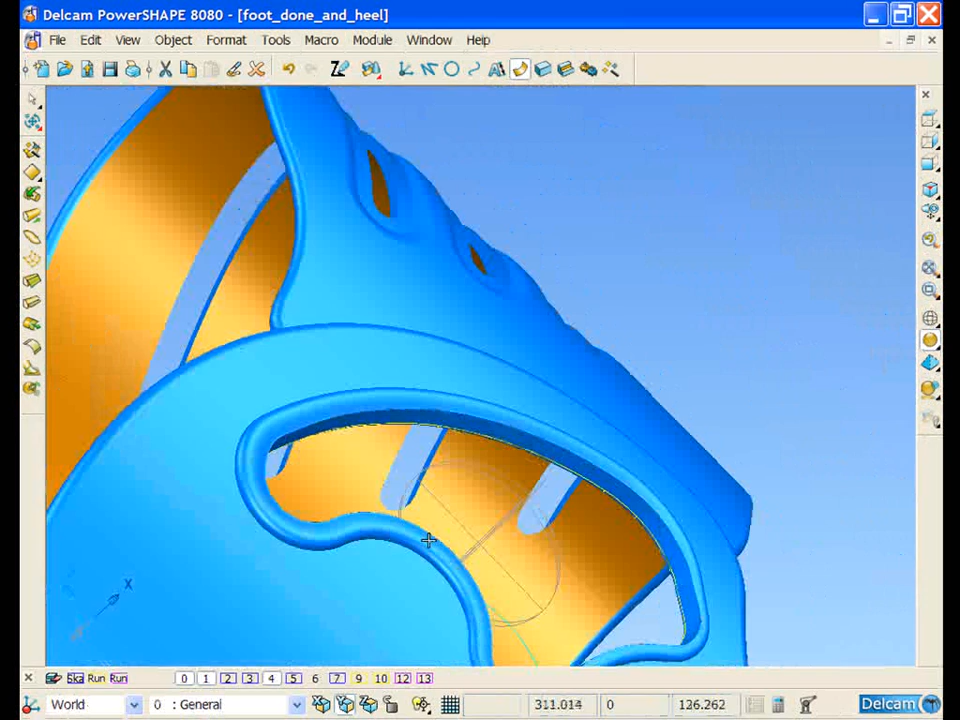 Delcam PowerSHAPE 8080 - [foot_done_and_heel]
File Edit View Object Format Tools Macro Module Window Help
X
Ska Run Run 0 1 2 3 4 5 6 7 9 10 12 13
World 0 : General 311.014 0 126.262 Delcam